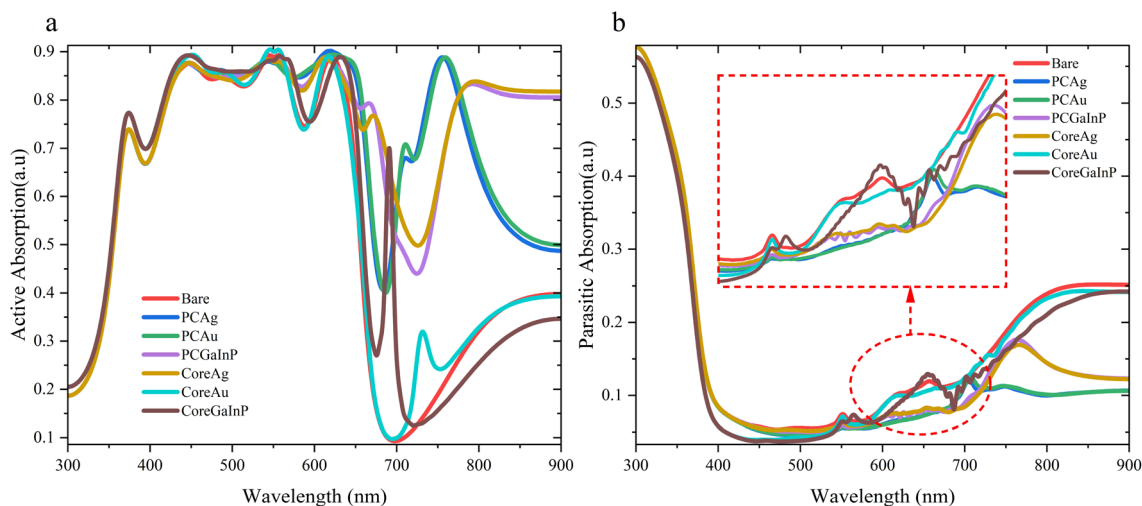 a
Active Absorption(a.u)
0.9
0.8
0.7
0.6
0.5
0.4
0.3
0.2
0.1
300 400 500 600 700 800 900
Wavelength (nm)
Bare
PCAg
PCAu
PCGaInP
CoreAg
CoreAu
CoreGaInP
b
Parasitic Absorption(a.u)
0.5
0.4
0.3
0.2
0.1
300 400 500 600 700 800 900
Wavelength (nm)
Bare
PCAg
PCAu
PCGaInP
CoreAg
CoreAu
CoreGaInP